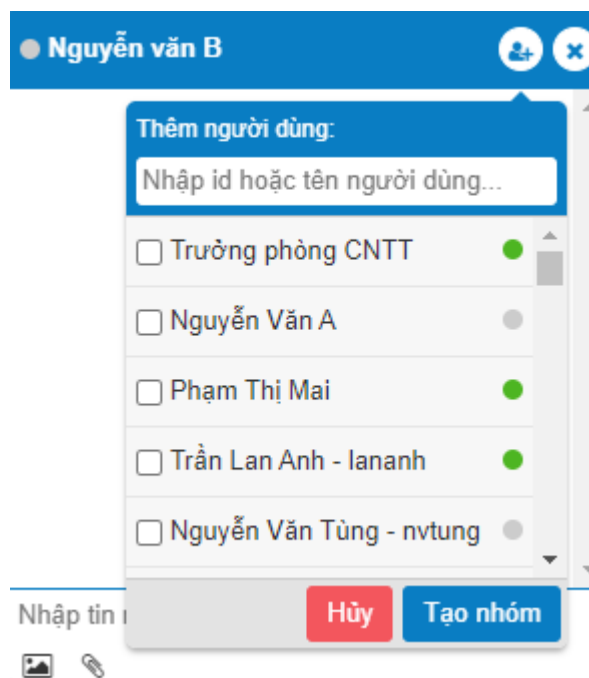 Nguyễn văn B
Thêm người dùng:
Nhập id hoặc tên người dùng...
Trưởng phòng CNTT
Nguyễn Văn A
Phạm Thị Mai
Trần Lan Anh - lananh
Nguyễn Văn Tùng - nvtung
Nhập tin
Hủy
Tạo nhóm